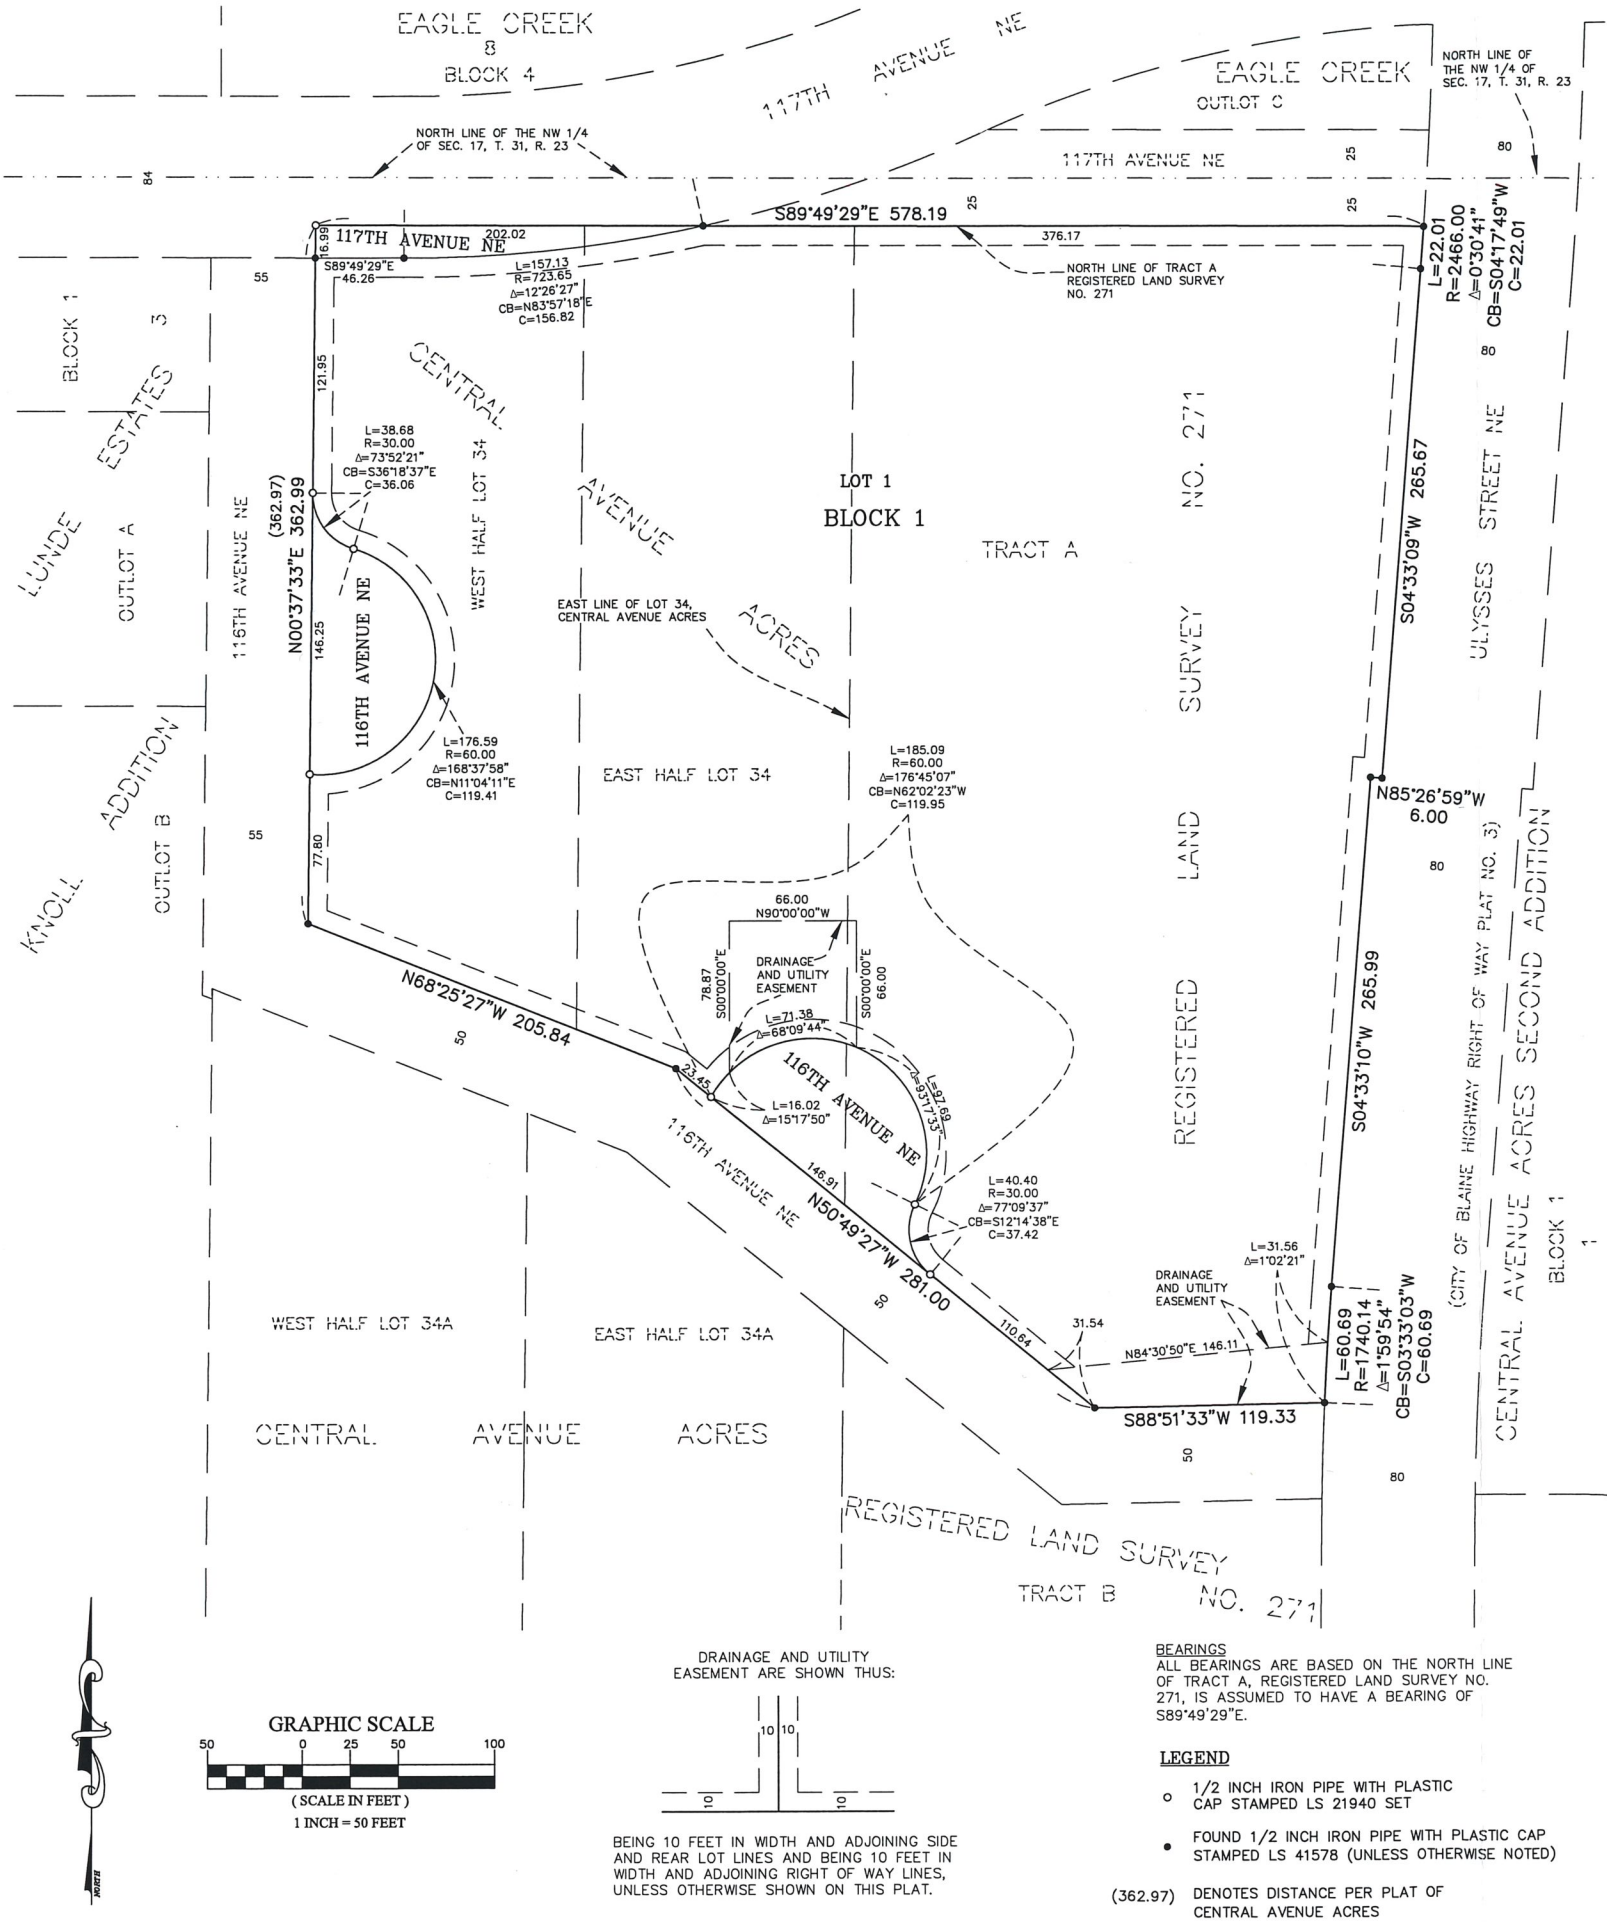 EAGLE CREEK
8
BLOCK 4
117TH AVENUE NE
EAGLE CREEK
OUTLOT C
NORTH LINE OF
THE NW 1/4 OF
SEC. 17, T. 31, R. 23
NORTH LINE OF THE NW 1/4
OF SEC. 17, T. 31, R. 23
117TH AVENUE NE
25
80
84
S89°49'29"E 578.19
25
25
16.99
117TH AVENUE NE
202.02
376.17
S89°49'29"E
46.26
L=157.13
R=723.65
Δ=12°26'27"
CB=N83°57'18"E
C=156.82
NORTH LINE OF TRACT A
REGISTERED LAND SURVEY
NO. 271
L=22.01
R=2466.00
Δ=0°30'41"
CB=S04°17'49"W
C=22.01
55
BLOCK 1
LUNDE ESTATES 3
80
121.95
CENTRAL AVENUE ACRES
L=38.68
R=30.00
Δ=73°52'21"
CB=S36°18'37"E
C=36.06
WEST HALF LOT 34
(362.97)
N00°37'33"E 362.99
LOT 1
BLOCK 1
TRACT A
REGISTERED LAND SURVEY NO. 271
S04°33'09"W 265.67
ULYSSES STREET NE
OUTLOT A
116TH AVENUE NE
146.25
116TH AVENUE NE
EAST LINE OF LOT 34,
CENTRAL AVENUE ACRES
L=176.59
R=60.00
Δ=168°37'58"
CB=N11°04'11"E
C=119.41
EAST HALF LOT 34
L=185.09
R=60.00
Δ=176°45'07"
CB=N62°02'23"W
C=119.95
N85°26'59"W
6.00
KNOLL ADDITION
OUTLOT B
55
77.80
80
66.00
N90°00'00"W
78.87
S00°00'00"E
DRAINAGE
AND UTILITY
EASEMENT
S00°00'00"E
66.00
N68°25'27"W 205.84
50
L=71.38
Δ=68°09'44"
23.45
116TH AVENUE NE
L=97.69
Δ=93°17'33"
L=16.02
Δ=15°17'50"
S04°33'10"W 265.99
(CITY OF BLAINE HIGHWAY RIGHT OF WAY PLAT NO. 3)
CENTRAL AVENUE ACRES SECOND ADDITION
BLOCK 1
1
116TH AVENUE NE
146.91
N50°49'27"W 281.00
50
L=40.40
R=30.00
Δ=77°09'37"
CB=S12°14'38"E
C=37.42
L=31.56
Δ=1°02'21"
DRAINAGE
AND UTILITY
EASEMENT
110.64
31.54
N84°30'50"E 146.11
L=60.69
R=1740.14
Δ=1°59'54"
CB=S03°33'03"W
C=60.69
S88°51'33"W 119.33
WEST HALF LOT 34A
EAST HALF LOT 34A
CENTRAL AVENUE ACRES
50
80
REGISTERED LAND SURVEY
TRACT B NO. 271
NORTH
GRAPHIC SCALE
50 0 25 50 100
( SCALE IN FEET )
1 INCH = 50 FEET
DRAINAGE AND UTILITY
EASEMENT ARE SHOWN THUS:
10 10
10 10
BEING 10 FEET IN WIDTH AND ADJOINING SIDE
AND REAR LOT LINES AND BEING 10 FEET IN
WIDTH AND ADJOINING RIGHT OF WAY LINES,
UNLESS OTHERWISE SHOWN ON THIS PLAT.
BEARINGS
ALL BEARINGS ARE BASED ON THE NORTH LINE
OF TRACT A, REGISTERED LAND SURVEY NO.
271, IS ASSUMED TO HAVE A BEARING OF
S89°49'29"E.
LEGEND
1/2 INCH IRON PIPE WITH PLASTIC
CAP STAMPED LS 21940 SET
FOUND 1/2 INCH IRON PIPE WITH PLASTIC CAP
STAMPED LS 41578 (UNLESS OTHERWISE NOTED)
(362.97) DENOTES DISTANCE PER PLAT OF
CENTRAL AVENUE ACRES